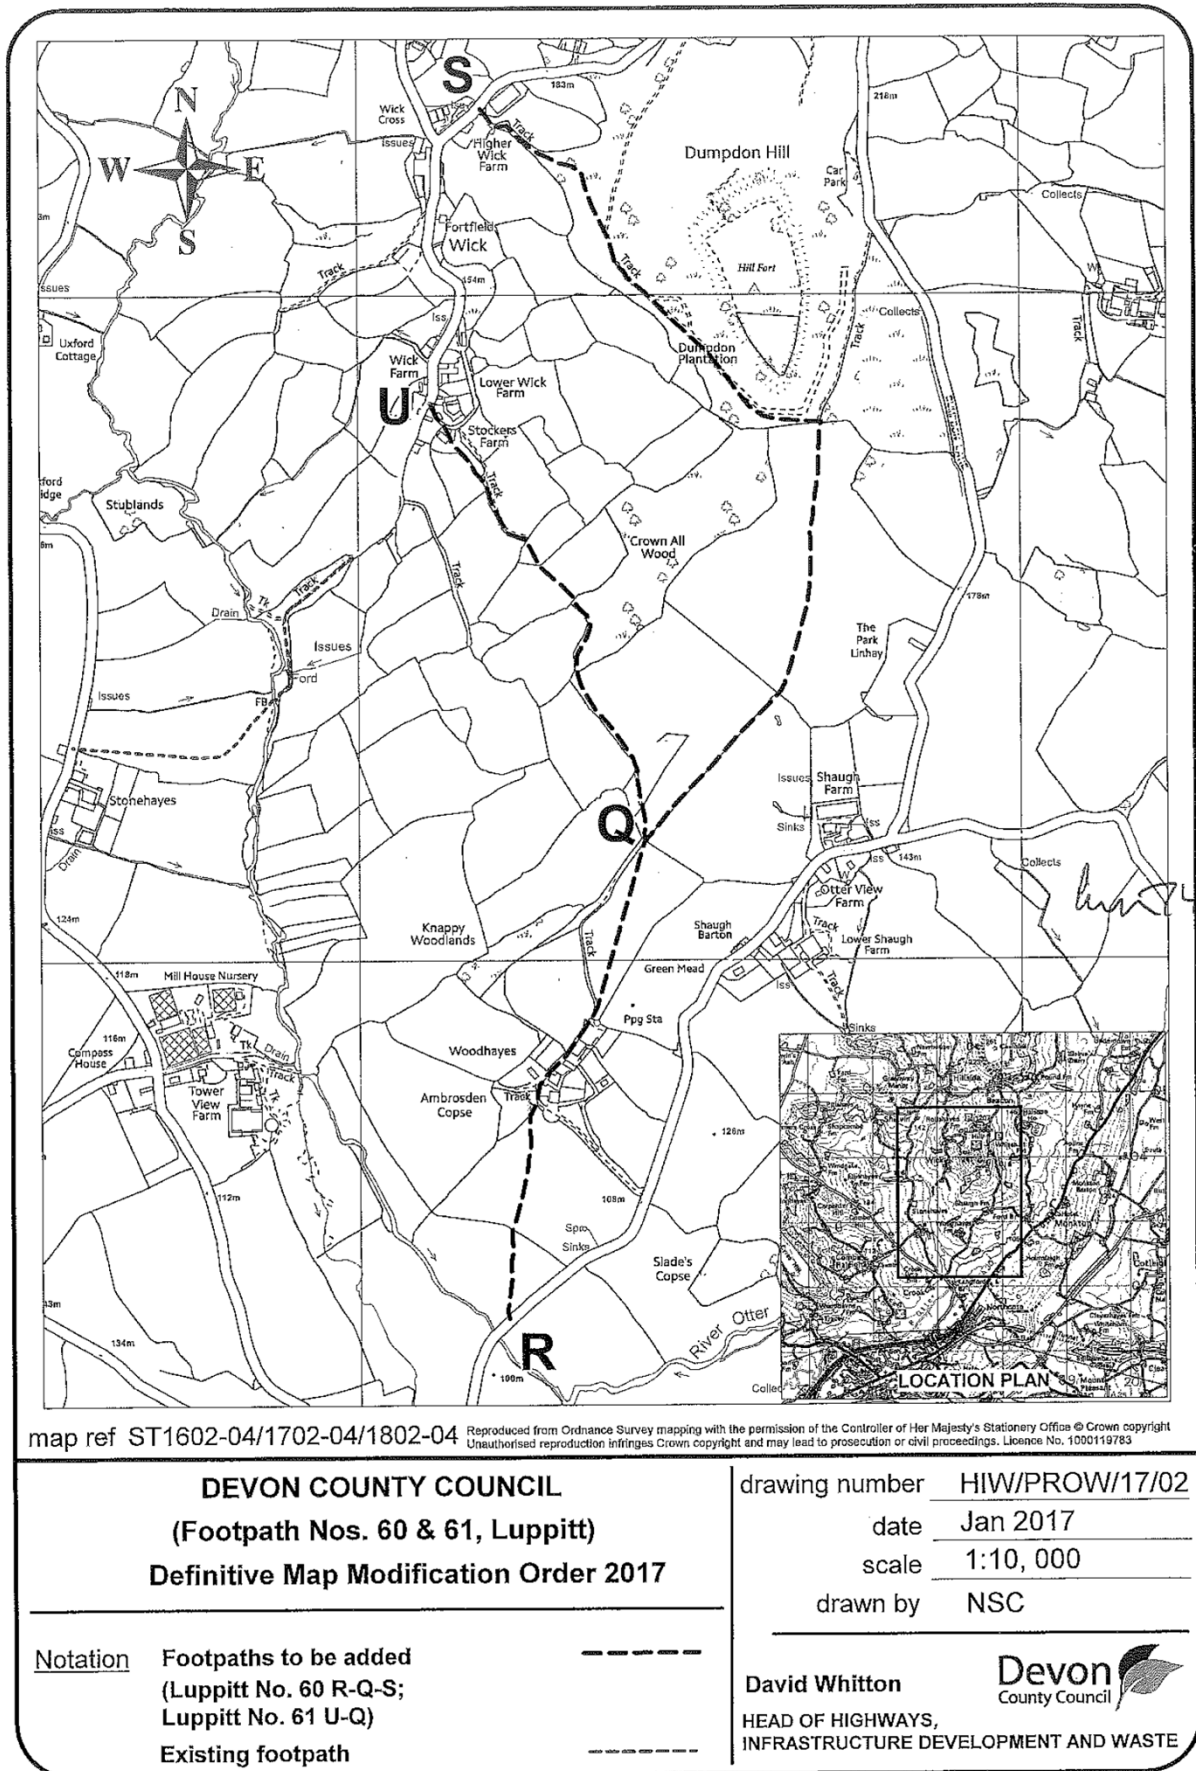 S
183m
218m
N
Wick
Cross
Issues
Track
Higher
Wick
Farm
Dumpdon Hill
Car
Park
Collects
W
E
S
Fortfield
Wick
Track
Track
Hill Fort
W
154m
Iss
Collects
Track
Track
Uxford
Cottage
Dumpdon
Plantation
Wick
Farm
Lower Wick
Farm
U
Stockers
Farm
Track
Stublands
Crown All
Wood
Track
Track
Tk
Drain
178m
The
Park
Linhay
Issues
Ford
Issues
FB
Issues
Shaugh
Farm
Stonehayes
Iss
Q
Sinks
Iss
Drain
Iss
143m
Collects
W
Otter View
Farm
124m
Knappy
Woodlands
Shaugh
Barton
Track
Lower Shaugh
Farm
Track
Green Mead
118m
Mill House Nursery
Iss
Track
Ppg Sta
Sinks
116m
Woodhayes
Compass
House
Tk
Drain
Track
Tower
View
Farm
Tk
Ambrosden
Copse
Track
126m
112m
108m
Spr
Sinks
Slade's
Copse
134m
R
River Otter
100m
LOCATION PLAN
map ref ST1602-04/1702-04/1802-04
Reproduced from Ordnance Survey mapping with the permission of the Controller of Her Majesty's Stationery Office © Crown copyright
Unauthorised reproduction infringes Crown copyright and may lead to prosecution or civil proceedings. Licence No. 1000119783
DEVON COUNTY COUNCIL
(Footpath Nos. 60 & 61, Luppitt)
Definitive Map Modification Order 2017
drawing number HIW/PROW/17/02
date Jan 2017
scale 1:10, 000
drawn by NSC
Notation
Footpaths to be added
(Luppitt No. 60 R-Q-S;
Luppitt No. 61 U-Q)
Existing footpath
David Whitton
Devon
County Council
HEAD OF HIGHWAYS,
INFRASTRUCTURE DEVELOPMENT AND WASTE